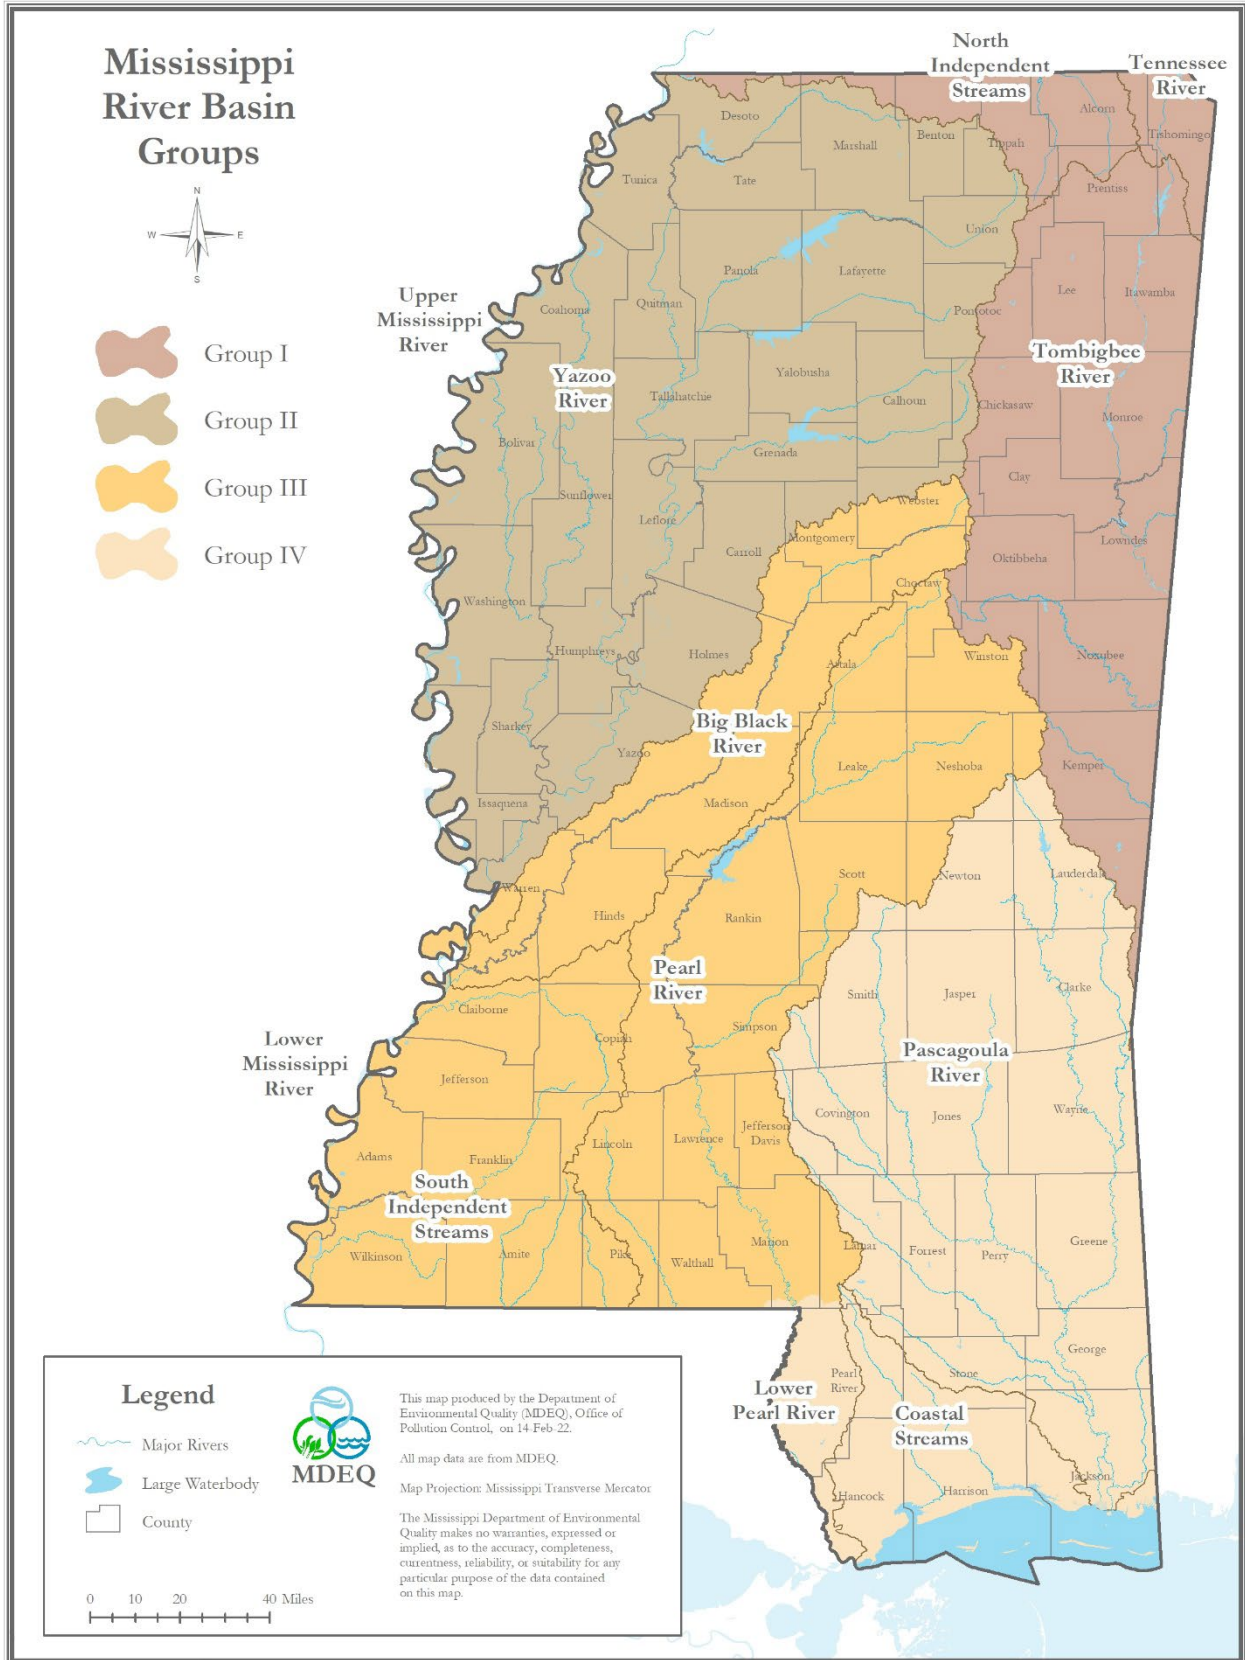 Mississippi
River Basin
Groups
N
W
E
S
Group I
Group II
Group III
Group IV
North
Independent
Streams
Tennessee
River
Upper
Mississippi
River
Yazoo
River
Tombigbee
River
Big Black
River
Pearl
River
Lower
Mississippi
River
Pascagoula
River
South
Independent
Streams
Lower
Pearl River
Coastal
Streams
Desoto
Marshall
Benton
Tippah
Alcorn
Tishomingo
Tunica
Tate
Prentiss
Union
Panola
Lafayette
Coahoma
Quitman
Pontotoc
Lee
Itawamba
Tallahatchie
Yalobusha
Calhoun
Chickasaw
Monroe
Bolivar
Grenada
Clay
Sunflower
Leflore
Webster
Carroll
Montgomery
Oktibbeha
Lowndes
Choctaw
Washington
Humphreys
Holmes
Attala
Winston
Noxubee
Sharkey
Yazoo
Leake
Neshoba
Kemper
Issaquena
Madison
Warren
Hinds
Rankin
Scott
Newton
Lauderdale
Claiborne
Copiah
Simpson
Smith
Jasper
Clarke
Jefferson
Lincoln
Lawrence
Jefferson
Davis
Covington
Jones
Wayne
Adams
Franklin
Wilkinson
Amite
Pike
Walthall
Marion
Lamar
Forrest
Perry
Greene
George
Pearl
River
Stone
Hancock
Harrison
Jackson
Legend
Major Rivers
Large Waterbody
County
0 10 20 40 Miles
MDEQ
This map produced by the Department of
Environmental Quality (MDEQ), Office of
Pollution Control, on 14-Feb-22.
All map data are from MDEQ.
Map Projection: Mississippi Transverse Mercator
The Mississippi Department of Environmental
Quality makes no warranties, expressed or
implied, as to the accuracy, completeness,
currentness, reliability, or suitability for any
particular purpose of the data contained
on this map.